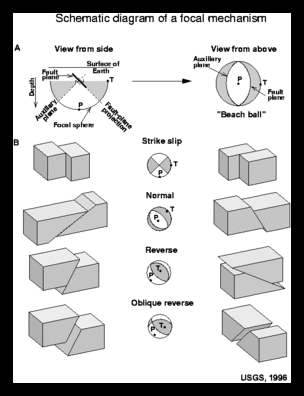 Schematic diagram of a focal mechanism
A
View from side
View from above
Fault
plane
Surface of
Earth
T
Depth
P
Auxiliary
plane
Focal sphere
Fault-plane
projection
Auxiliary
plane
T
P
Fault
plane
"Beach ball"
B
Strike slip
T
P
Normal
T
P
Reverse
T
P
Oblique reverse
T
P
USGS, 1996